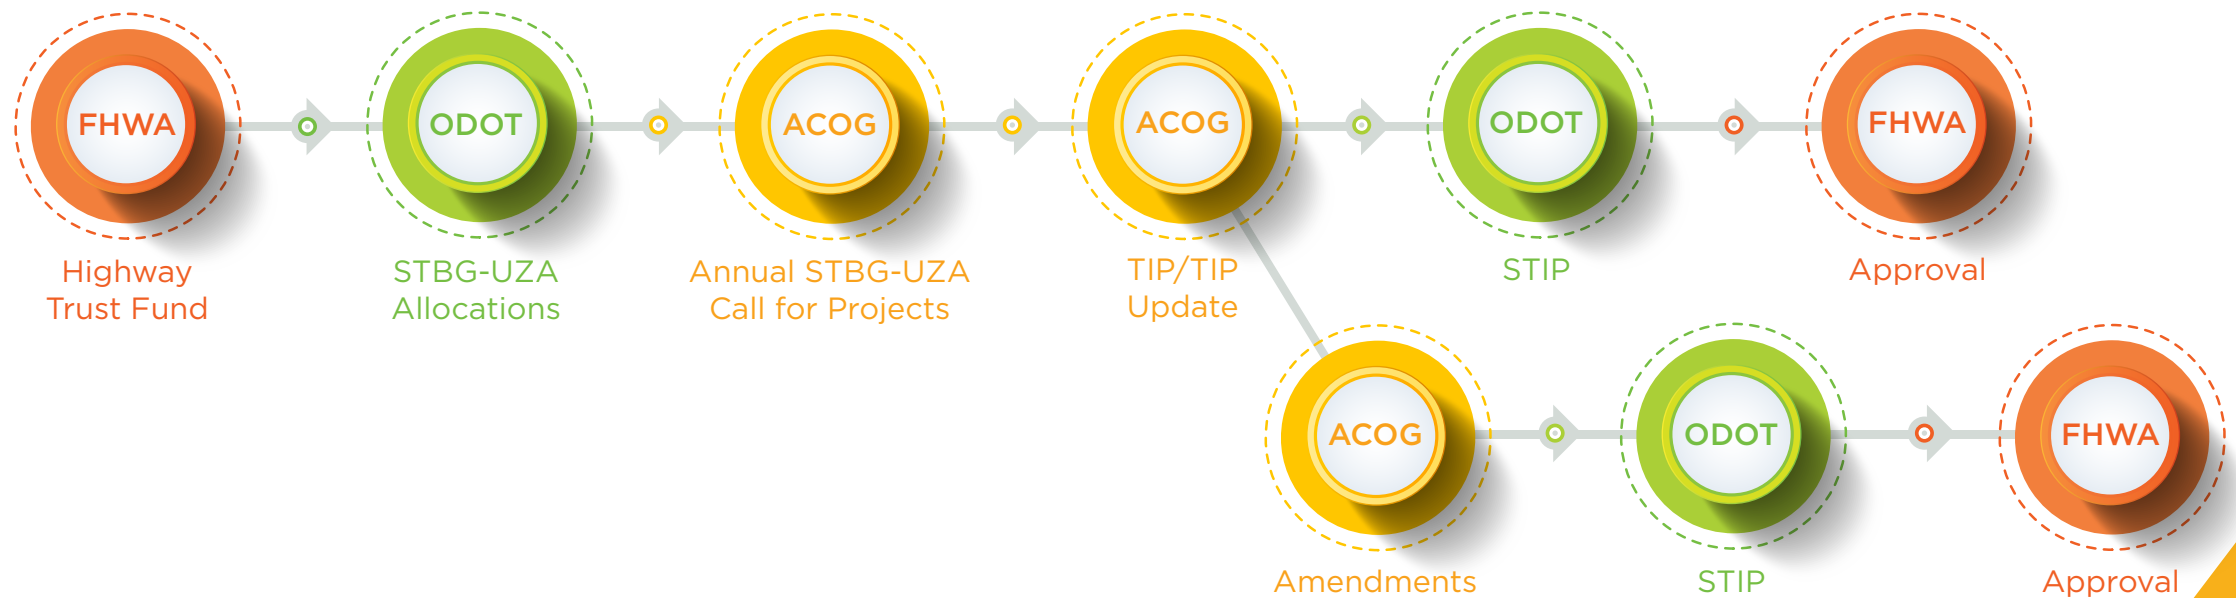 FHWA
ODOT
ACOG
ACOG
ODOT
FHWA
Highway
Trust Fund
STBG-UZA
Allocations
Annual STBG-UZA
Call for Projects
TIP/TIP
Update
STIP
Approval
ACOG
ODOT
FHWA
Amendments
STIP
Approval